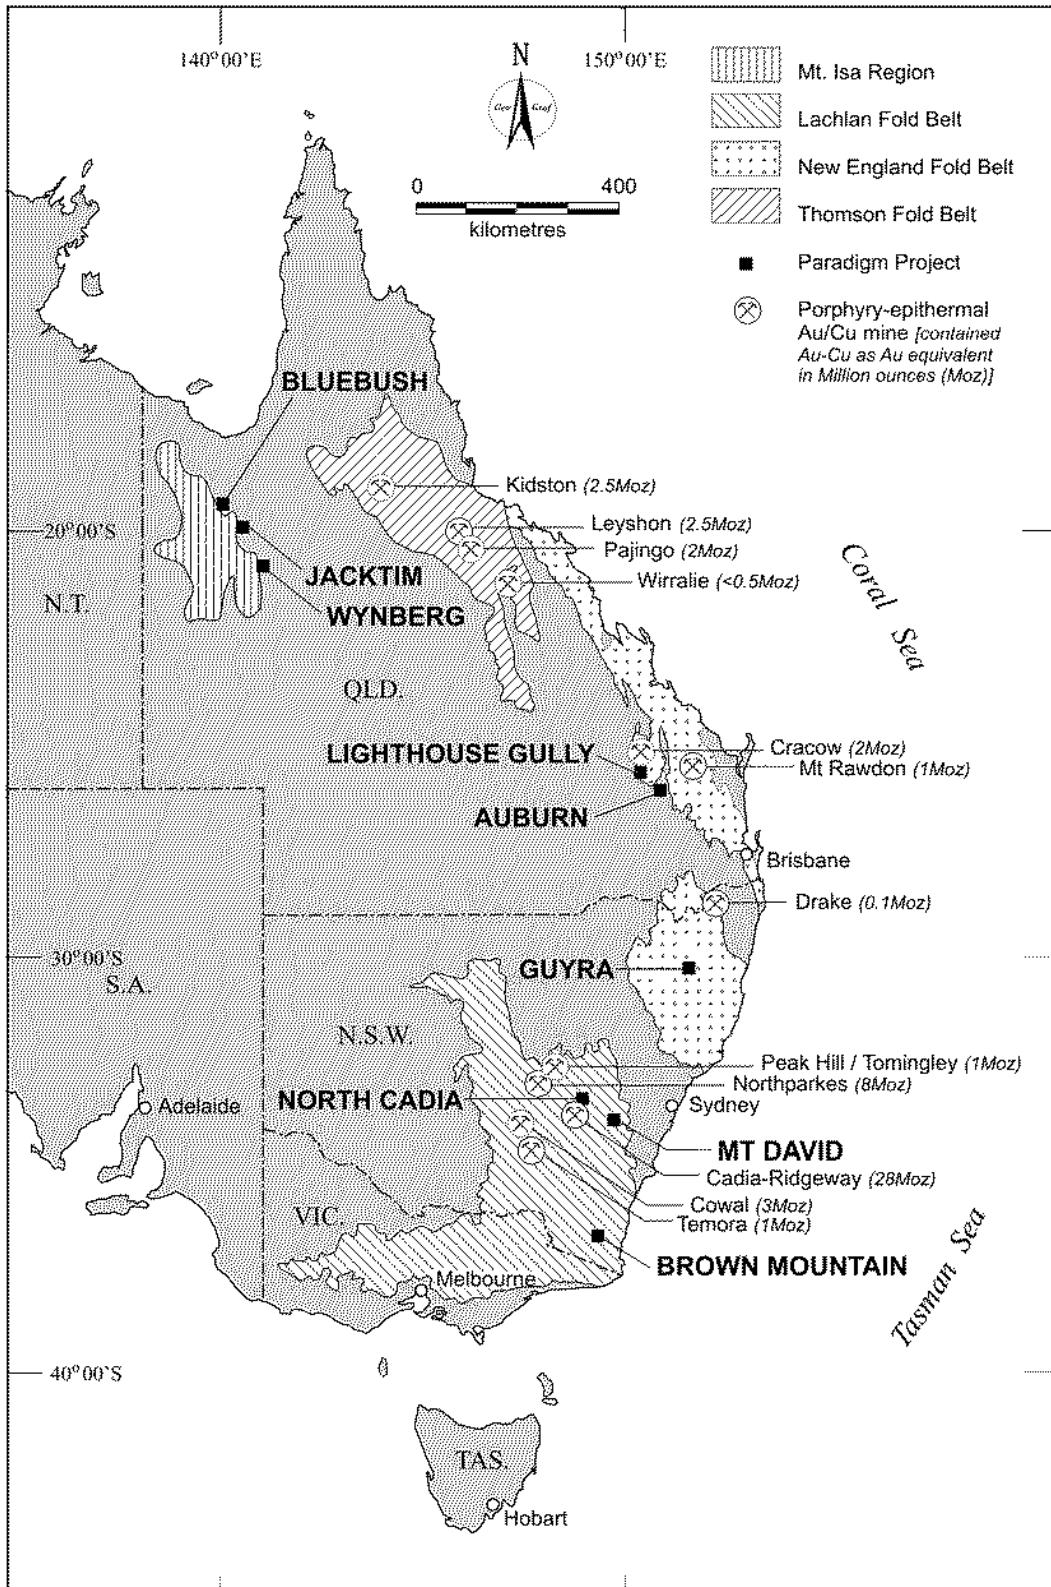 140°00'E
150°00'E
N
Geo Graf
0 400
kilometres
Mt. Isa Region
Lachlan Fold Belt
New England Fold Belt
Thomson Fold Belt
Paradigm Project
Porphyry-epithermal
Au/Cu mine [contained
Au-Cu as Au equivalent
in Million ounces (Moz)]
BLUEBUSH
Kidston (2.5Moz)
20°00'S
Leyshon (2.5Moz)
Pajingo (2Moz)
JACKTIM
Wirralie (<0.5Moz)
N.T.
WYNBERG
Coral Sea
QLD.
LIGHTHOUSE GULLY
Cracow (2Moz)
Mt Rawdon (1Moz)
AUBURN
Brisbane
Drake (0.1Moz)
30°00'S
GUYRA
S.A.
N.S.W.
Peak Hill / Tomingley (1Moz)
Northparkes (8Moz)
NORTH CADIA
Adelaide
Sydney
MT DAVID
Cadia-Ridgeway (28Moz)
Cowal (3Moz)
VIC.
Temora (1Moz)
BROWN MOUNTAIN
Melbourne
Tasman Sea
40°00'S
TAS.
Hobart